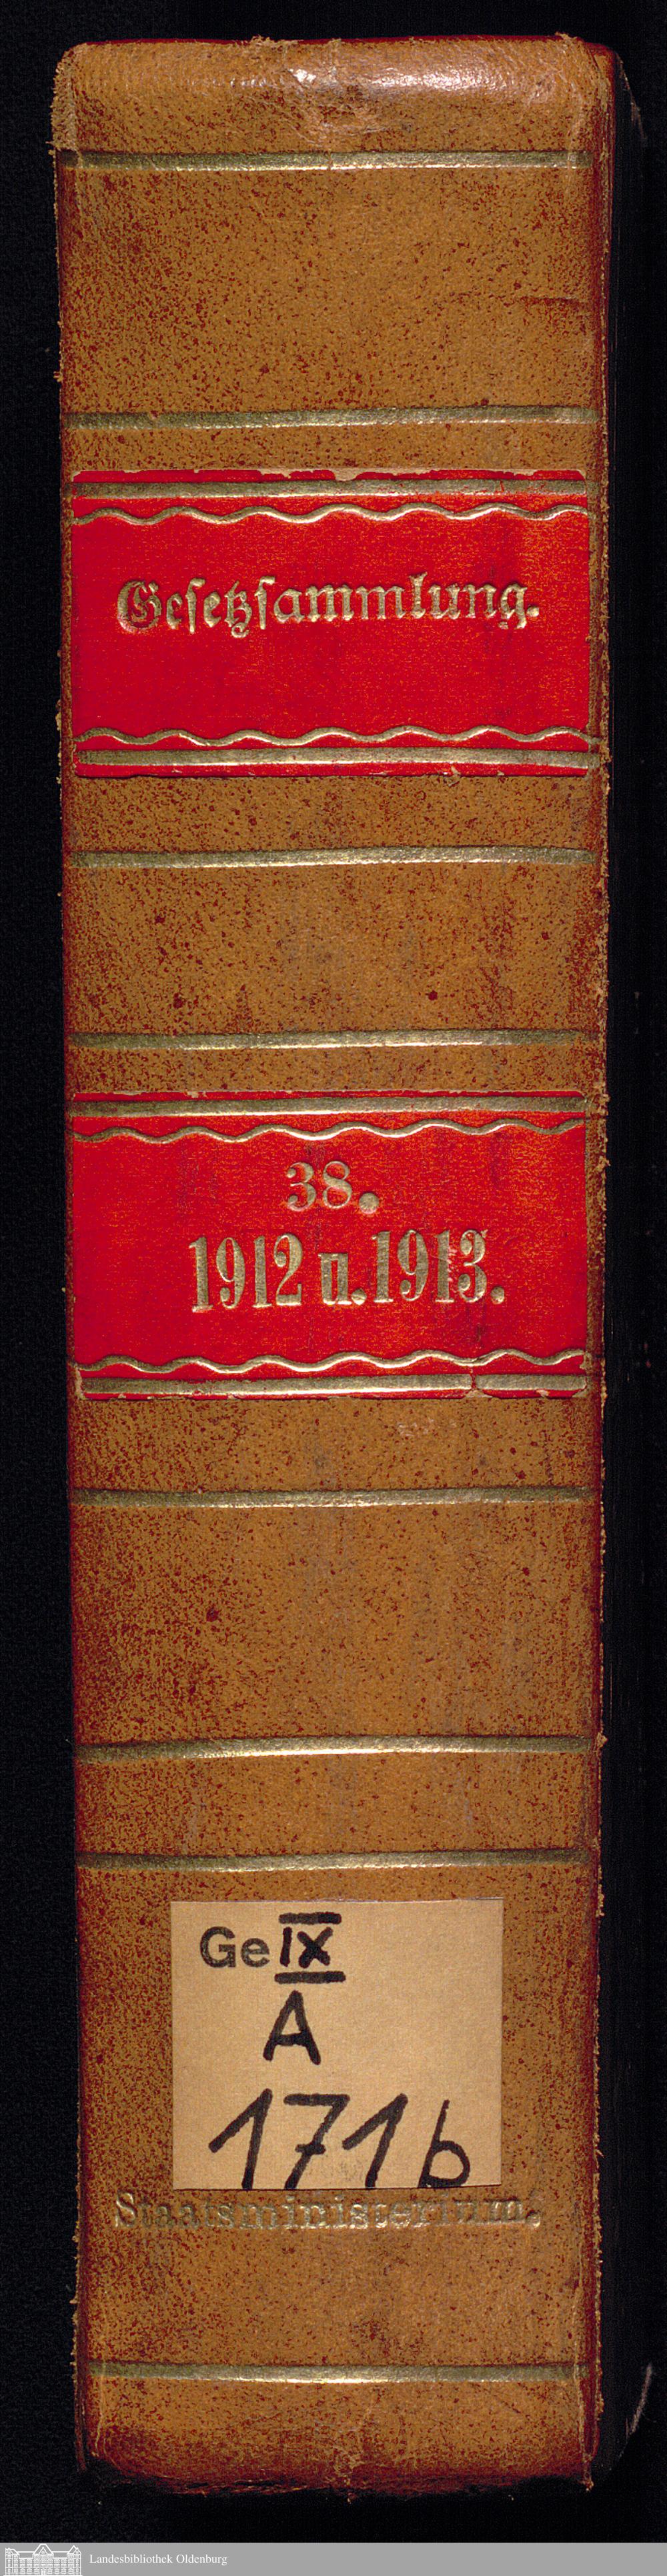 Gesetzsammlung.
38.
1912 u. 1913.
Ge IX
A
171b
Staatsministerium.
Landesbibliothek Oldenburg